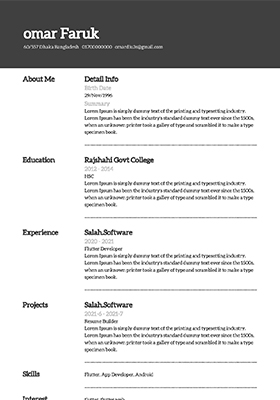 omar Faruk
60/557 Dhaka Bangladesh 01700000000 omarfin.in@gmail.com
About Me
Detail Info
Birth Date
29/Nov/1996
Summary
Lorem Ipsum is simply dummy text of the printing and typesetting industry.
Lorem Ipsum has been the industry's standard dummy text ever since the 1500s,
when an unknown printer took a galley of type and scrambled it to make a type
specimen book.
Education
Rajshahi Govt College
2012 - 2014
HSC
Lorem Ipsum is simply dummy text of the printing and typesetting industry.
Lorem Ipsum has been the industry's standard dummy text ever since the 1500s,
when an unknown printer took a galley of type and scrambled it to make a type
specimen book.
Experience
Salah.Software
2020 - 2021
Flutter Developer
Lorem Ipsum is simply dummy text of the printing and typesetting industry.
Lorem Ipsum has been the industry's standard dummy text ever since the 1500s,
when an unknown printer took a galley of type and scrambled it to make a type
specimen book.
Projects
Salah.Software
2021-6 - 2021-7
Resume Builder
Lorem Ipsum is simply dummy text of the printing and typesetting industry.
Lorem Ipsum has been the industry's standard dummy text ever since the 1500s,
when an unknown printer took a galley of type and scrambled it to make a type
specimen book.
Skills
Flutter, App Developer, Android
Interest